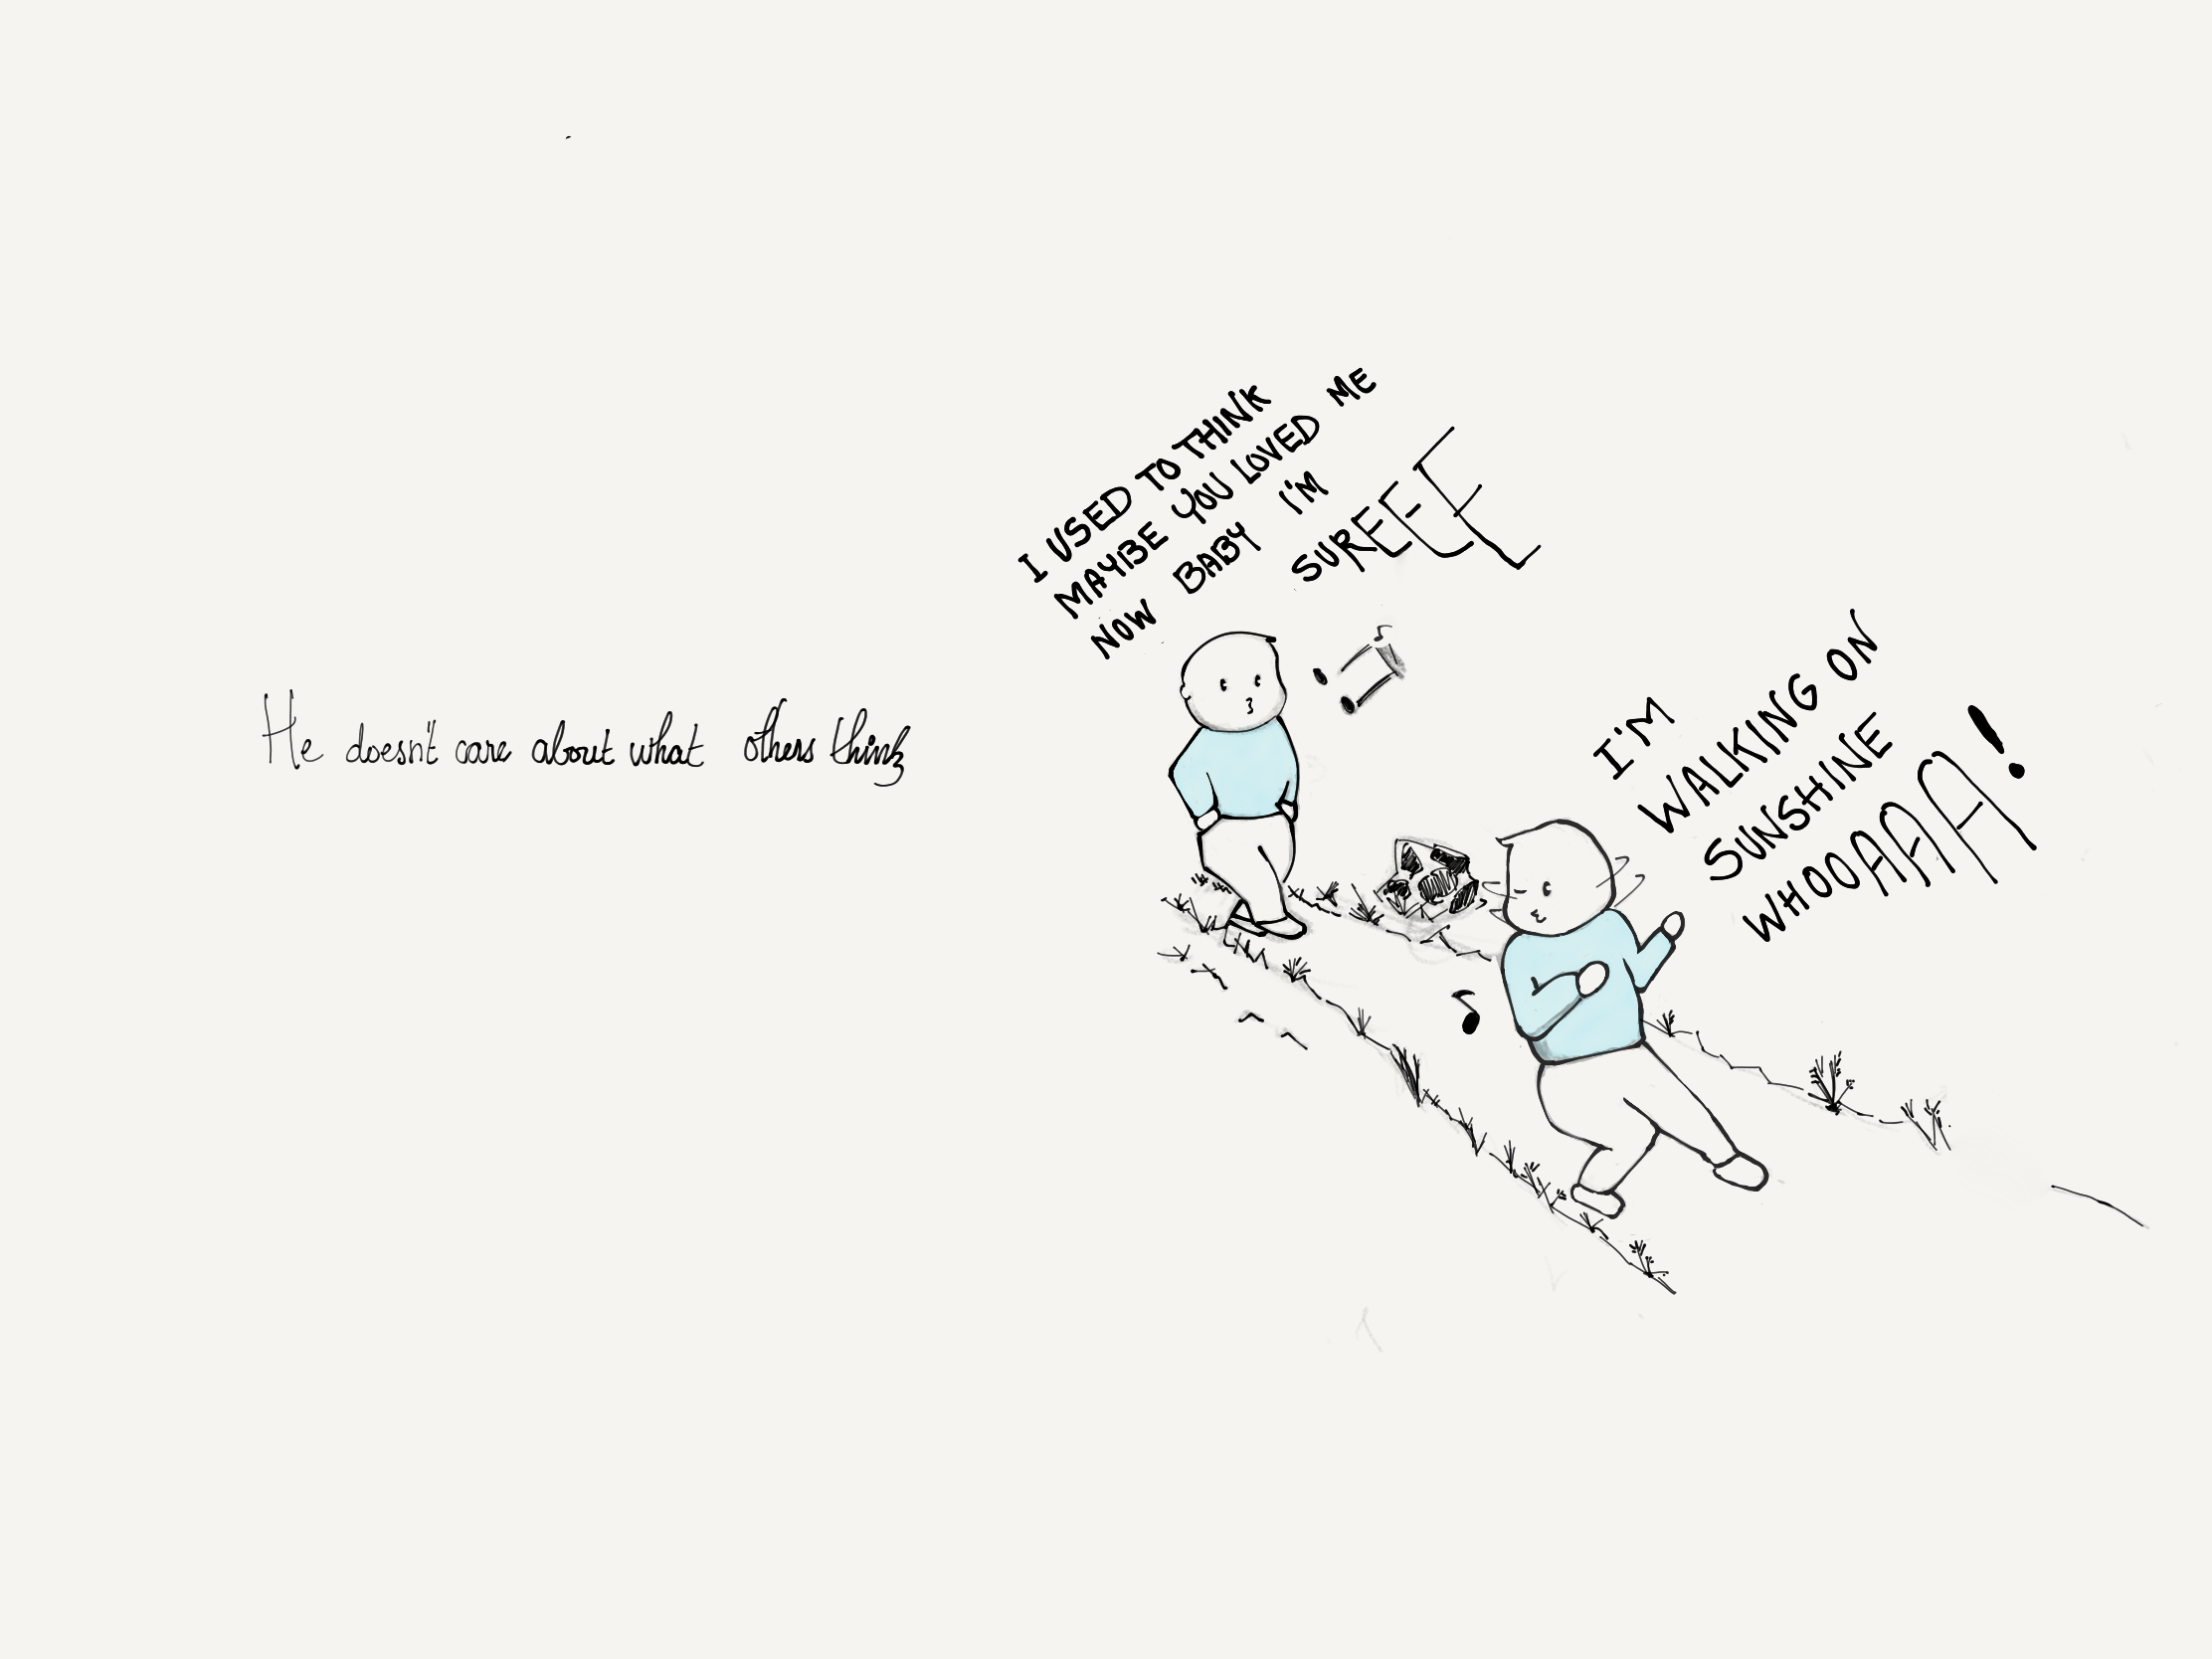 He doesn't care about what others think
I USED TO THINK
MAYBE YOU LOVED ME
NOW BABY I'M
SUREEE
I'M
WALKING ON
SUNSHINE
WHOOAAA!